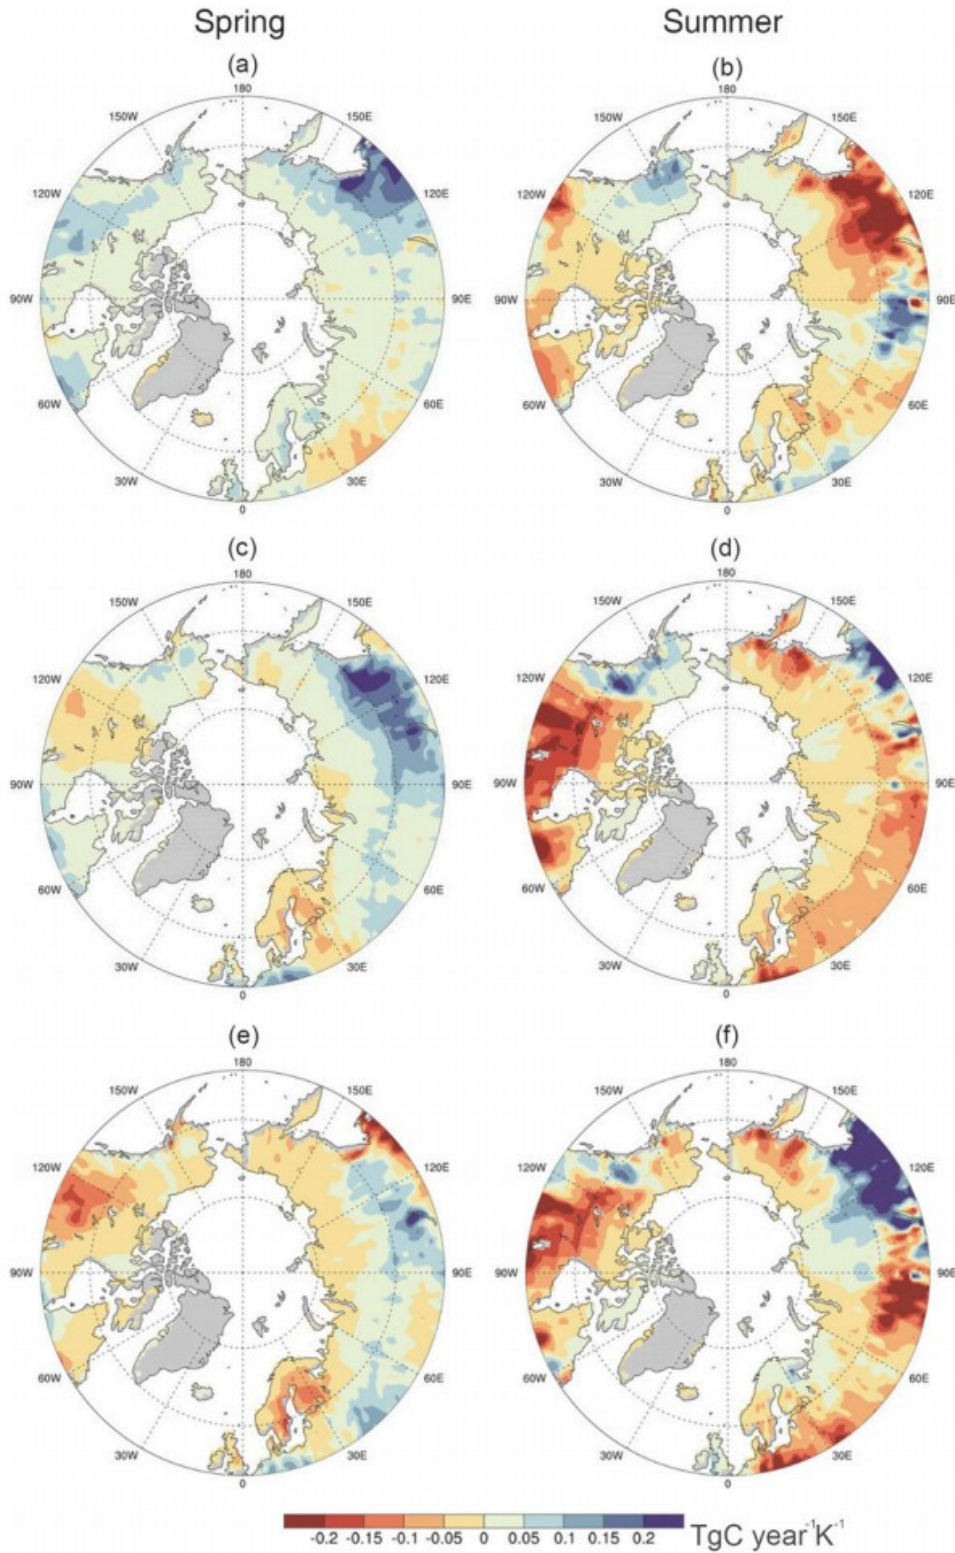 Spring Summer
(a) (b)
180 180
150W 150E 150E
120W 120E 120W 120E
90W 90E 90W 90E
60W 60E 60W 60E
30W 30E 30W 30E
0 0
(c) (d)
180 180
150W 150E 150W 150E
120W 120E 120W 120E
90W 90E 90W 90E
60W 60E 60W 60E
30W 30E 30W 30E
0 0
(e) (f)
180 180
150W 150E 150W 150E
120W 120E 120W 120E
90W 90E 90W 90E
60W 60E 60W 60E
30W 30E 30W 30E
0 0
-0.2 -0.15 -0.1 -0.05 0 0.05 0.1 0.15 0.2 TgC year⁻¹K⁻¹